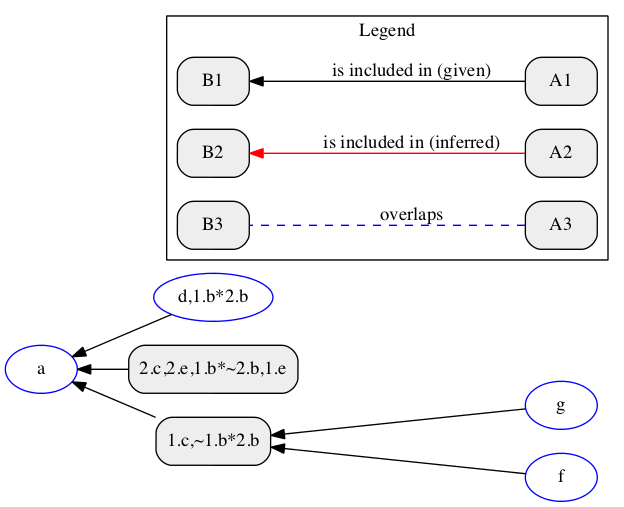 Legend
B1
is included in (given)
A1
B2
is included in (inferred)
A2
B3
overlaps
A3
d,1.b*2.b
a
2.c,2.e,1.b*~2.b,1.e
g
1.c,~1.b*2.b
f